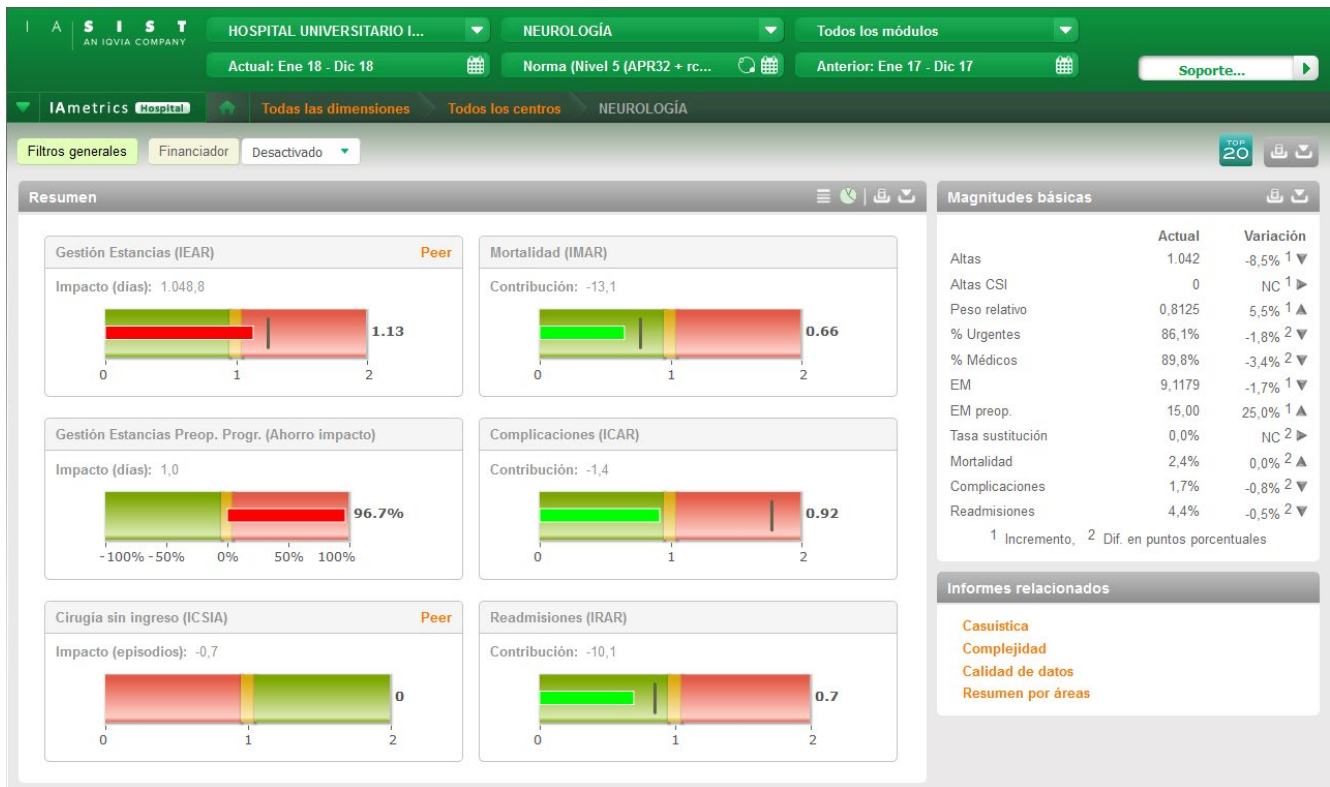 I A S I S T
AN IQVIA COMPANY
HOSPITAL UNIVERSITARIO I...
NEUROLOGÍA
Todos los módulos
Actual: Ene 18 - Dic 18
Norma (Nivel 5 (APR32 + rc...
Anterior: Ene 17 - Dic 17
Soporte...
IAmetrics Hospital
Todas las dimensiones
Todos los centros
NEUROLOGÍA
Filtros generales
Financiador
Desactivado
TOP 20
Resumen
Gestión Estancias (IEAR) Peer
Impacto (días): 1.048,8
1.13
0 1 2
Mortalidad (IMAR)
Contribución: -13,1
0.66
0 1 2
Gestión Estancias Preop. Progr. (Ahorro impacto)
Impacto (días): 1,0
96.7%
-100% -50% 0% 50% 100%
Complicaciones (ICAR)
Contribución: -1,4
0.92
0 1 2
Cirugía sin ingreso (ICSIA) Peer
Impacto (episodios): -0,7
0
0 1 2
Readmisiones (IRAR)
Contribución: -10,1
0.7
0 1 2
Magnitudes básicas
Actual Variación
Altas 1.042 -8,5% 1
Altas CSI 0 NC 1
Peso relativo 0,8125 5,5% 1
% Urgentes 86,1% -1,8% 2
% Médicos 89,8% -3,4% 2
EM 9,1179 -1,7% 1
EM preop. 15,00 25,0% 1
Tasa sustitución 0,0% NC 2
Mortalidad 2,4% 0,0% 2
Complicaciones 1,7% -0,8% 2
Readmisiones 4,4% -0,5% 2
1 Incremento, 2 Dif. en puntos porcentuales
Informes relacionados
Casuística
Complejidad
Calidad de datos
Resumen por áreas